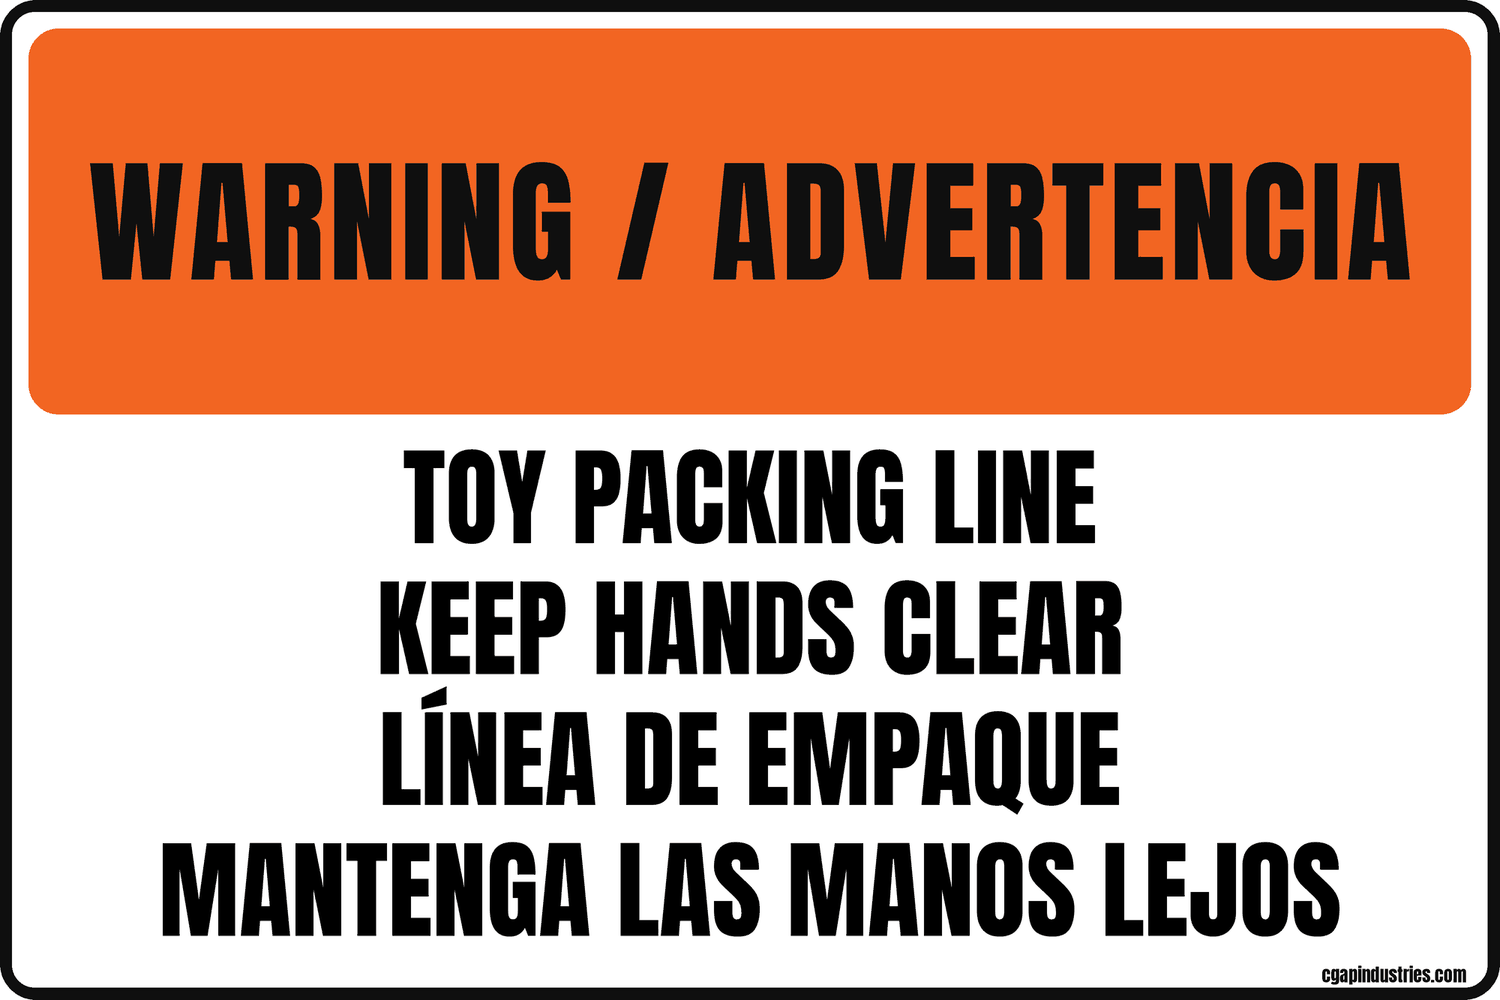 WARNING / ADVERTENCIA
TOY PACKING LINE
KEEP HANDS CLEAR
LÍNEA DE EMPAQUE
MANTENGA LAS MANOS LEJOS
cgapindustries.com